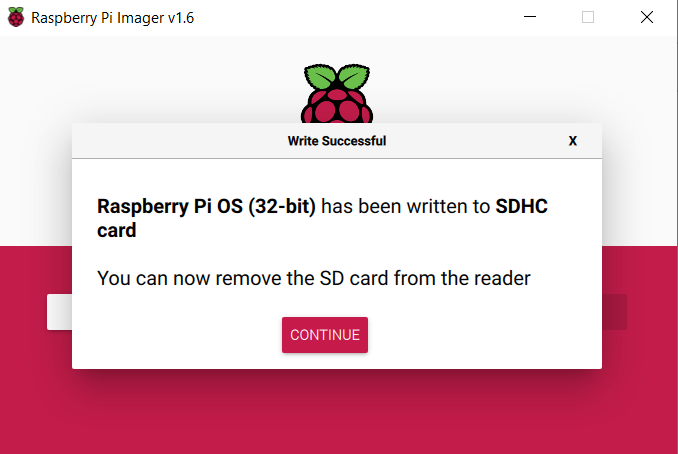 Raspberry Pi Imager v1.6
Write Successful
X
Raspberry Pi OS (32-bit) has been written to SDHC
card
You can now remove the SD card from the reader
CONTINUE